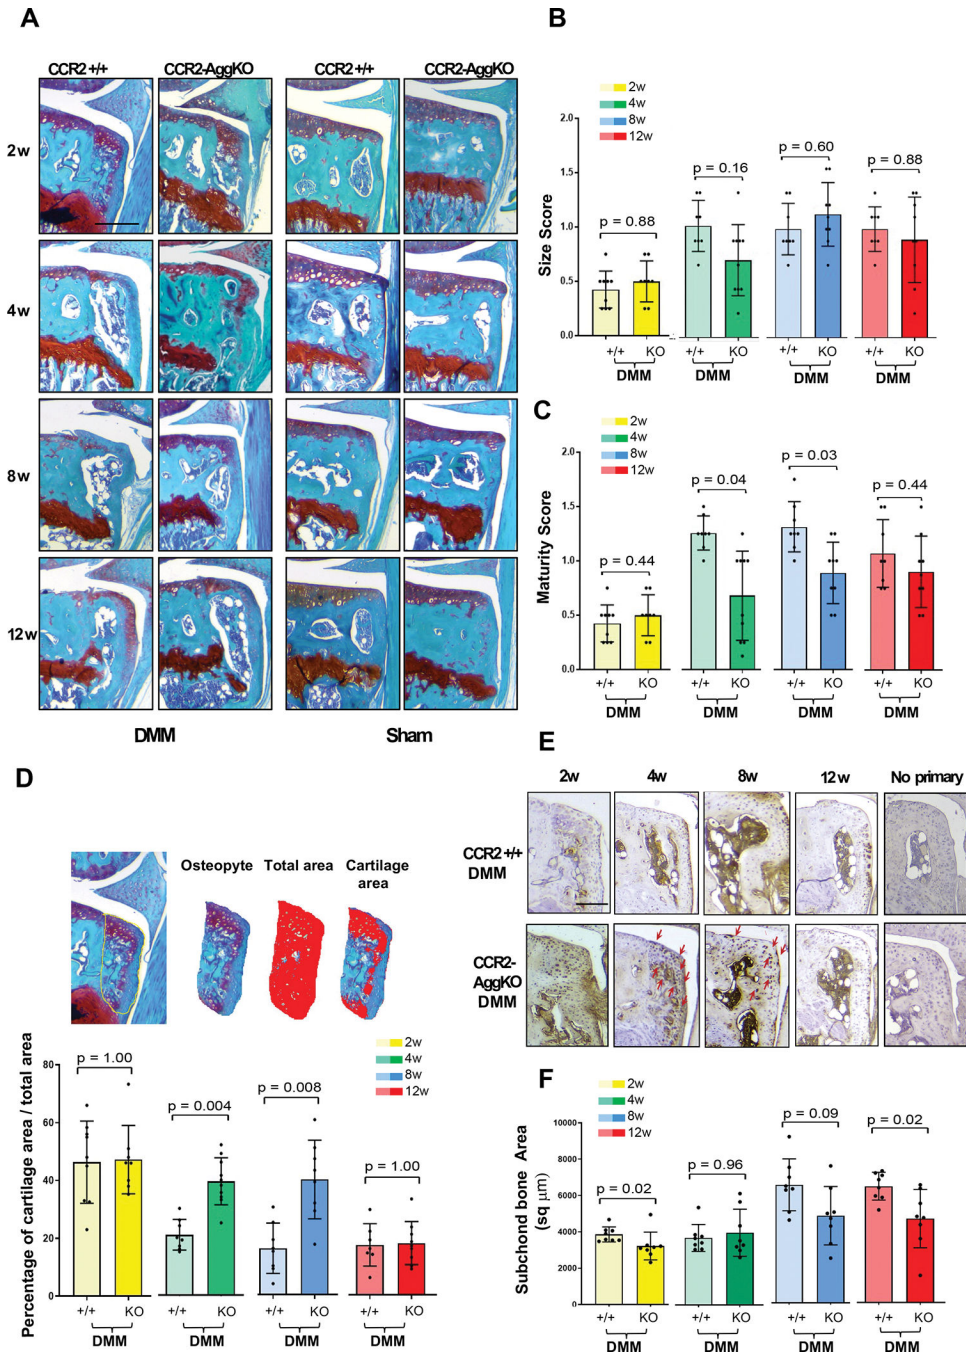 A
CCR2 +/+ CCR2-AggKO CCR2 +/+ CCR2-AggKO
2w
4w
8w
12w
DMM Sham
B
2w
4w
8w
12w
Size Score
2.0
1.5
1.0
0.5
0.0
p = 0.88
p = 0.16
p = 0.60
p = 0.88
+/+ KO +/+ KO +/+ KO +/+ KO
DMM DMM DMM DMM
C
2w
4w
8w
12w
Maturity Score
2.0
1.5
1.0
0.5
0.0
p = 0.44
p = 0.04
p = 0.03
p = 0.44
+/+ KO +/+ KO +/+ KO +/+ KO
DMM DMM DMM DMM
D
Osteopyte Total area Cartilage
area
2w
4w
8w
12w
Percentage of cartilage area / total area
80
60
40
20
0
p = 1.00
p = 0.004
p = 0.008
p = 1.00
+/+ KO +/+ KO +/+ KO +/+ KO
DMM DMM DMM DMM
E
2w 4w 8w 12 w No primary
CCR2 +/+
DMM
CCR2-
AggKO
DMM
F
2w
4w
8w
12w
Subchond bone Area
(sq µm)
10000
8000
6000
4000
2000
0
p = 0.02
p = 0.96
p = 0.09
p = 0.02
+/+ KO +/+ KO +/+ KO +/+ KO
DMM DMM DMM DMM